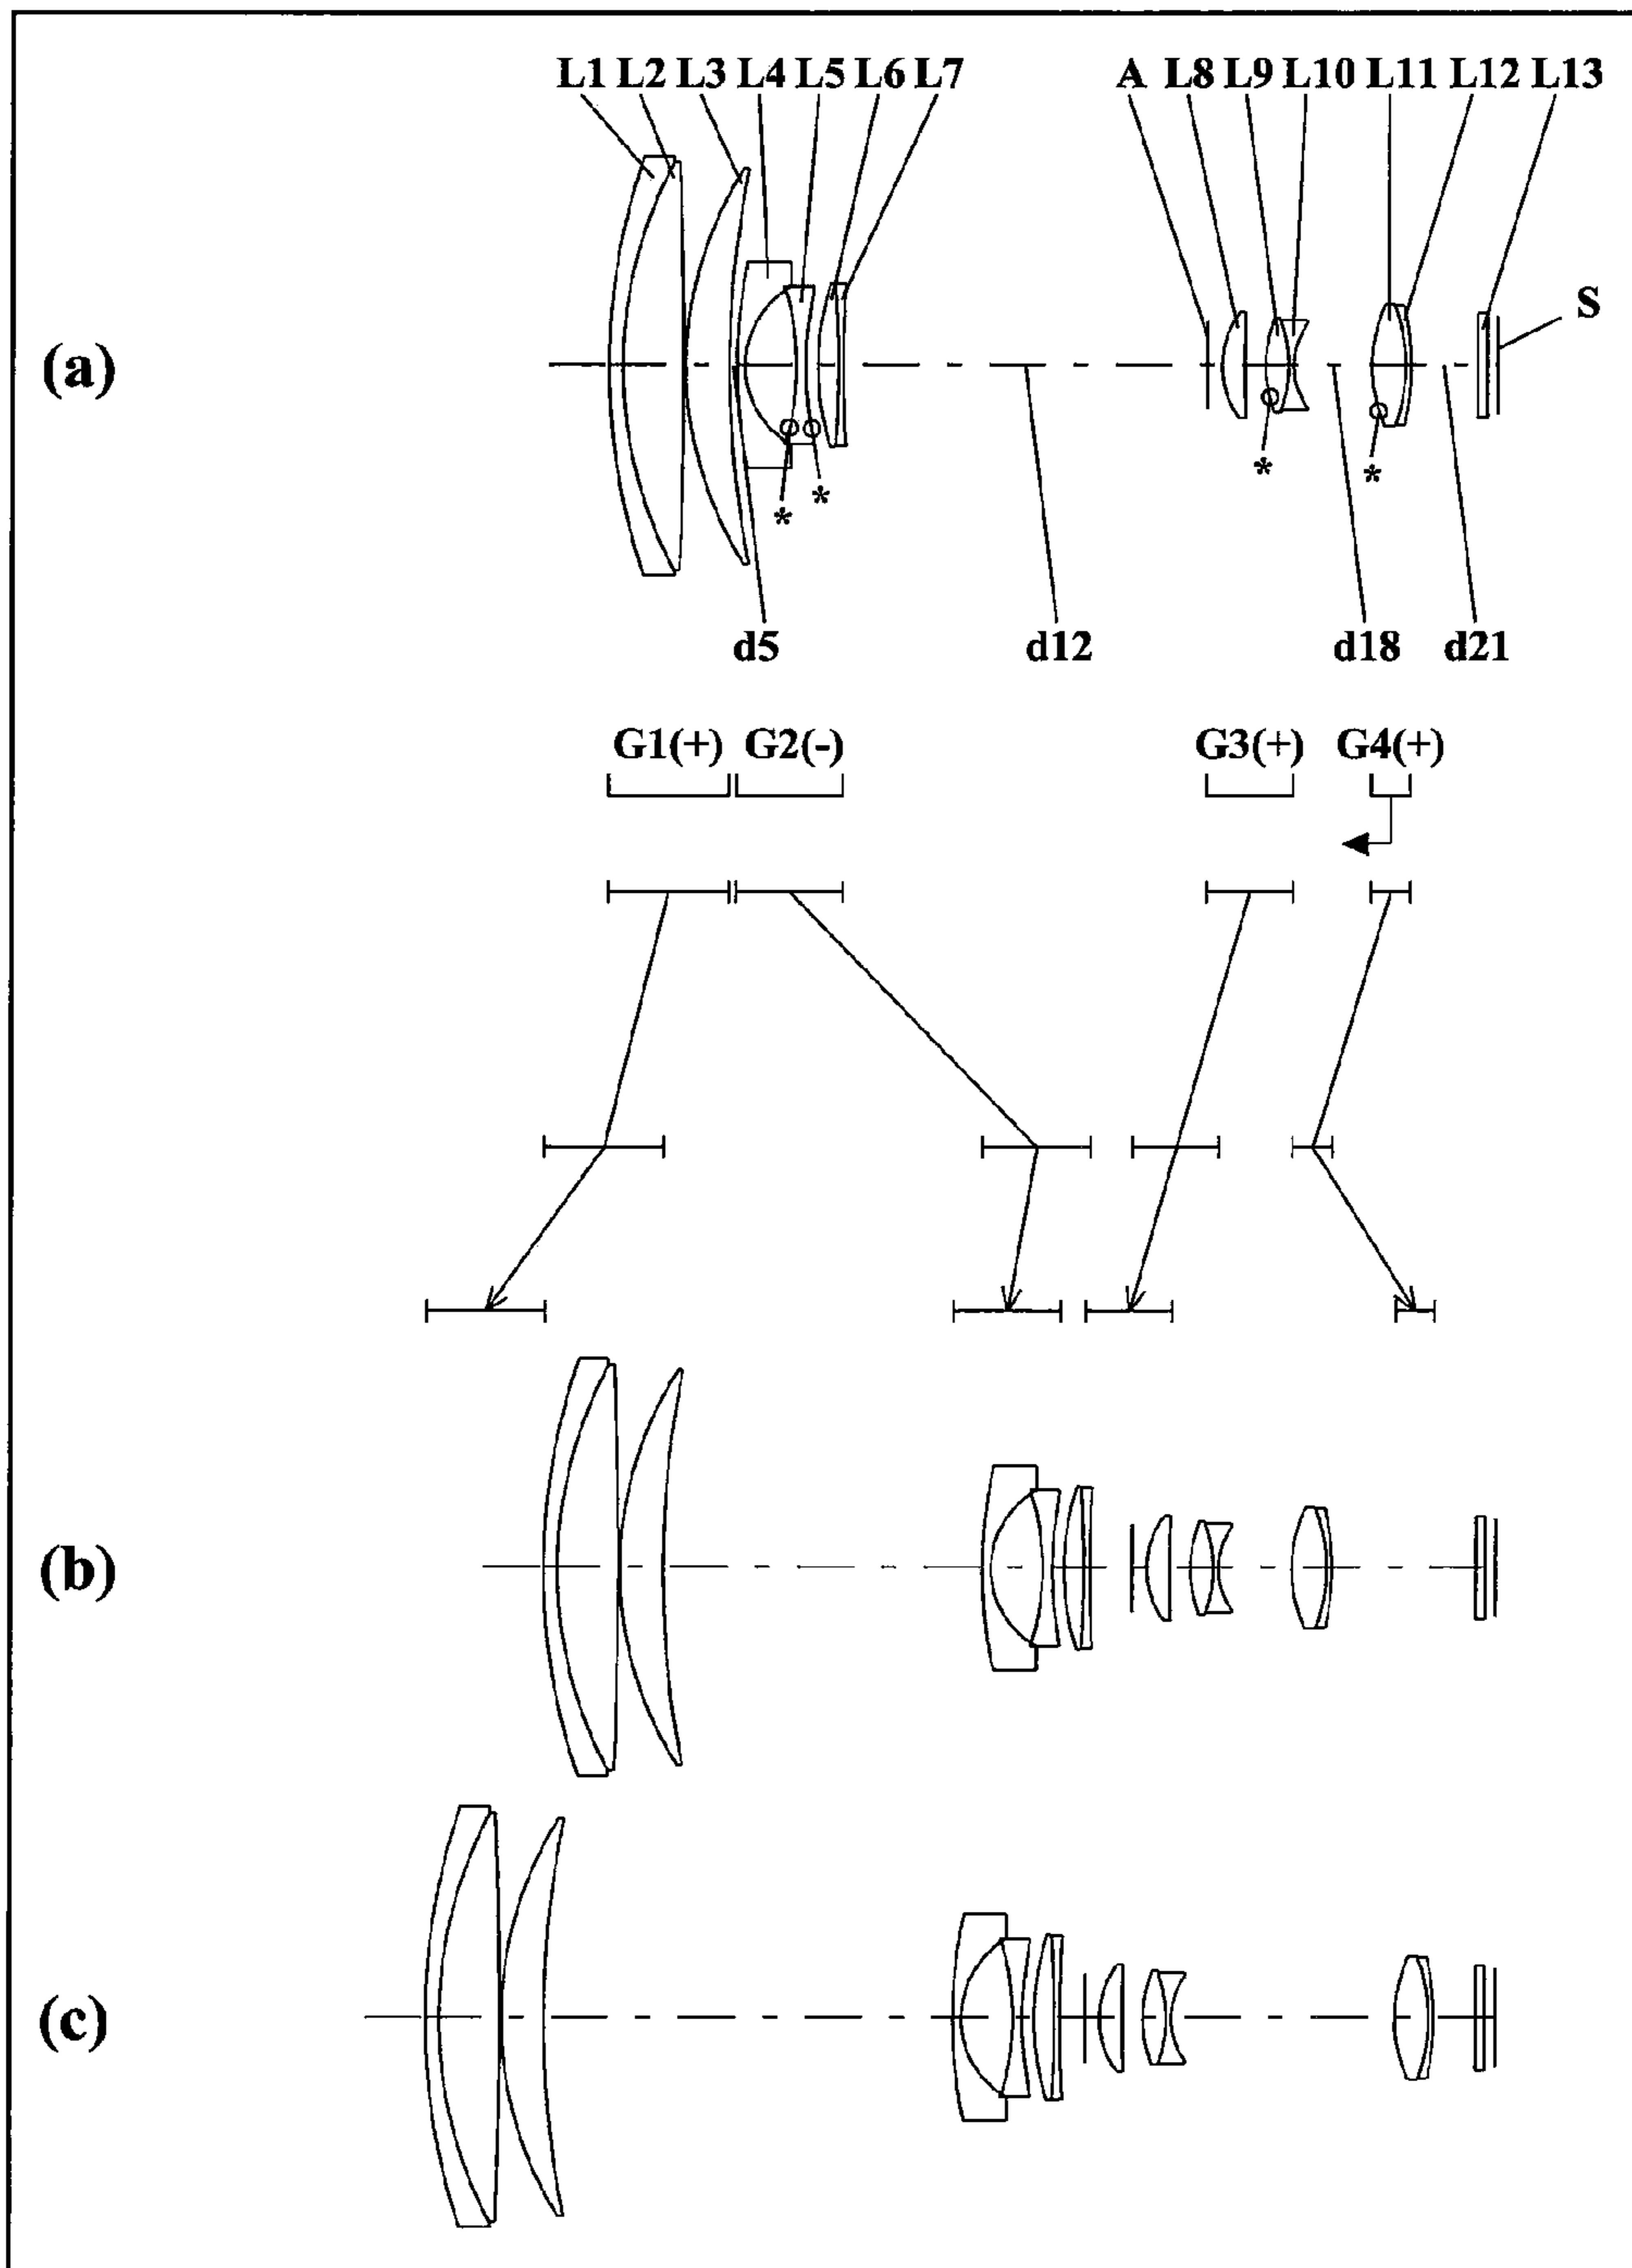 L1 L2 L3 L4 L5 L6 L7 A L8 L9 L10 L11 L12 L13
S
(a)
* * * *
d5 d12 d18 d21
G1(+) G2(-) G3(+) G4(+)
(b)
(c)